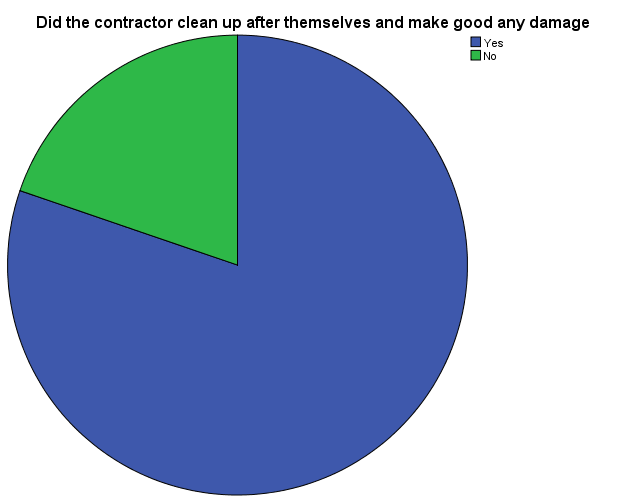 Did the contractor clean up after themselves and make good any damage
Yes
No